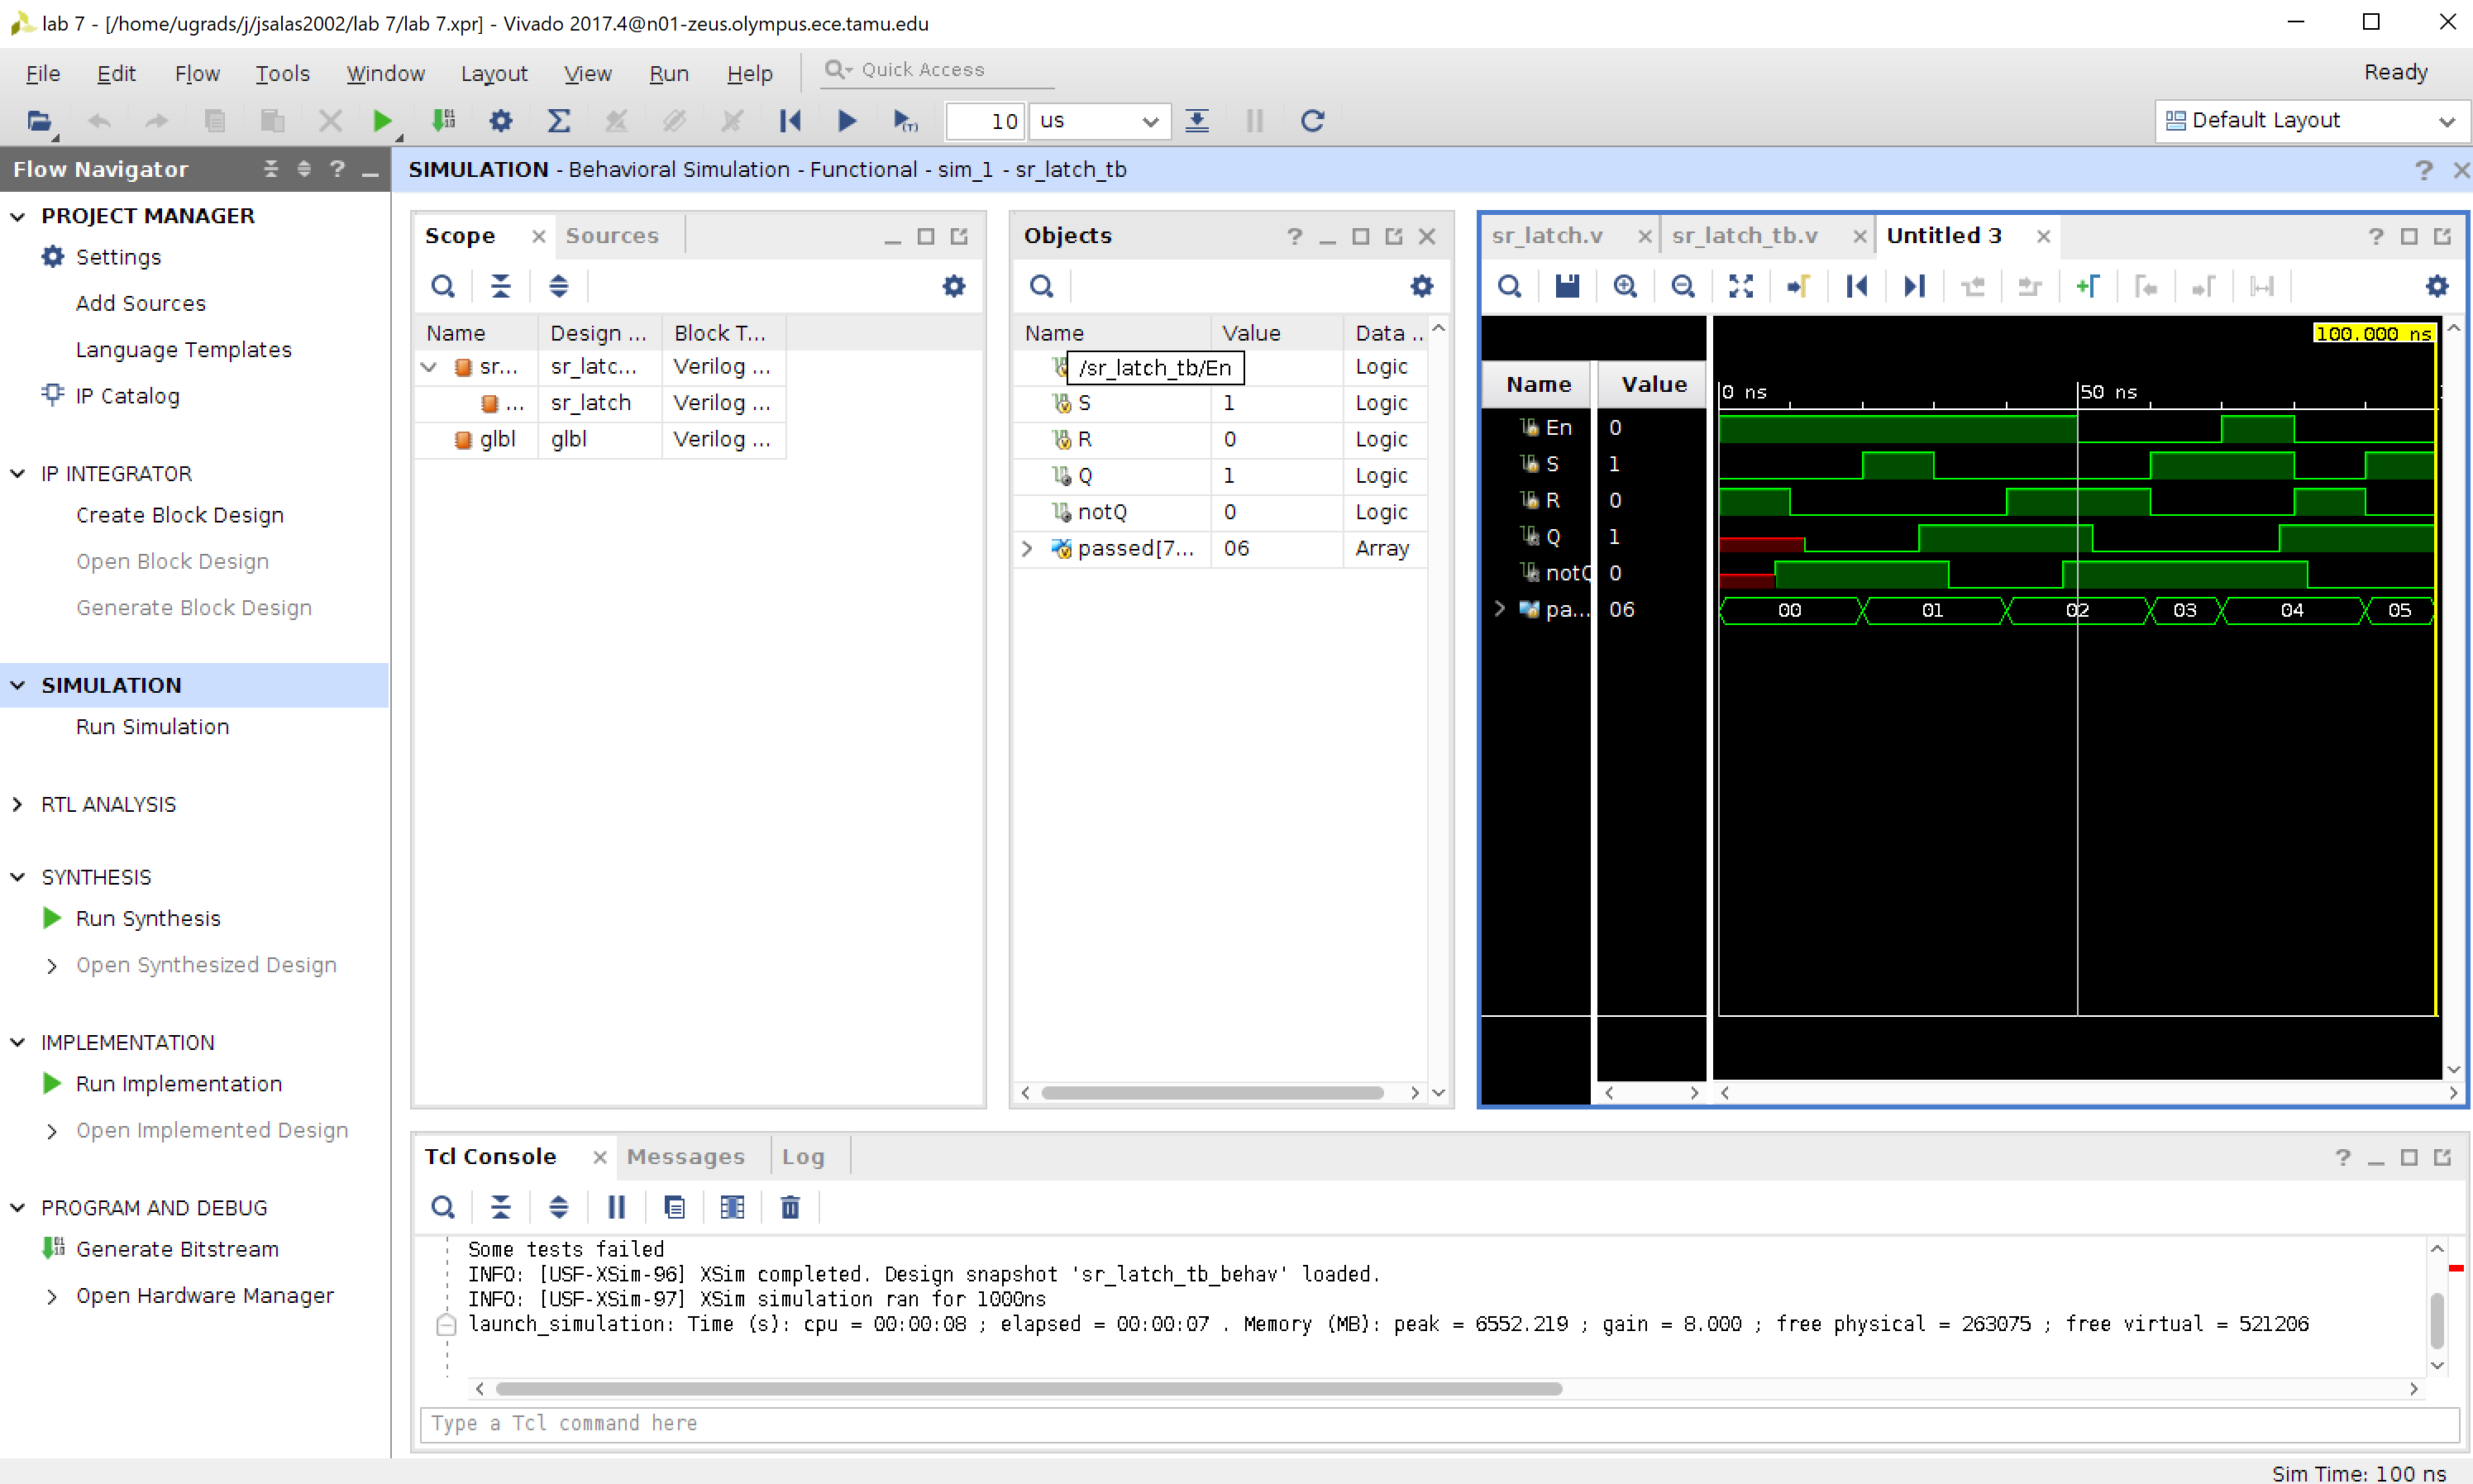 lab 7 - [/home/ugrads/j/jsalas2002/lab 7/lab 7.xpr] - Vivado 2017.4@n01-zeus.olympus.ece.tamu.edu
File Edit Flow Tools Window Layout View Run Help Quick Access Ready
10 us Default Layout
Flow Navigator
SIMULATION - Behavioral Simulation - Functional - sim_1 - sr_latch_tb
PROJECT MANAGER
Settings
Add Sources
Language Templates
IP Catalog
IP INTEGRATOR
Create Block Design
Open Block Design
Generate Block Design
SIMULATION
Run Simulation
RTL ANALYSIS
SYNTHESIS
Run Synthesis
Open Synthesized Design
IMPLEMENTATION
Run Implementation
Open Implemented Design
PROGRAM AND DEBUG
Generate Bitstream
Open Hardware Manager
Scope Sources
Name Design ... Block T...
sr... sr_latc... Verilog ...
... sr_latch Verilog ...
glbl glbl Verilog ...
Objects
Name Value Data ..
/sr_latch_tb/En Logic
S 1 Logic
R 0 Logic
Q 1 Logic
notQ 0 Logic
passed[7... 06 Array
sr_latch.v sr_latch_tb.v Untitled 3
100.000 ns
Name Value 0 ns 50 ns
En 0
S 1
R 0
Q 1
notQ 0
pa... 06 00 01 02 03 04 05
Tcl Console Messages Log
Some tests failed
INFO: [USF-XSim-96] XSim completed. Design snapshot 'sr_latch_tb_behav' loaded.
INFO: [USF-XSim-97] XSim simulation ran for 1000ns
launch_simulation: Time (s): cpu = 00:00:08 ; elapsed = 00:00:07 . Memory (MB): peak = 6552.219 ; gain = 8.000 ; free physical = 263075 ; free virtual = 521206
Type a Tcl command here
Sim Time: 100 ns